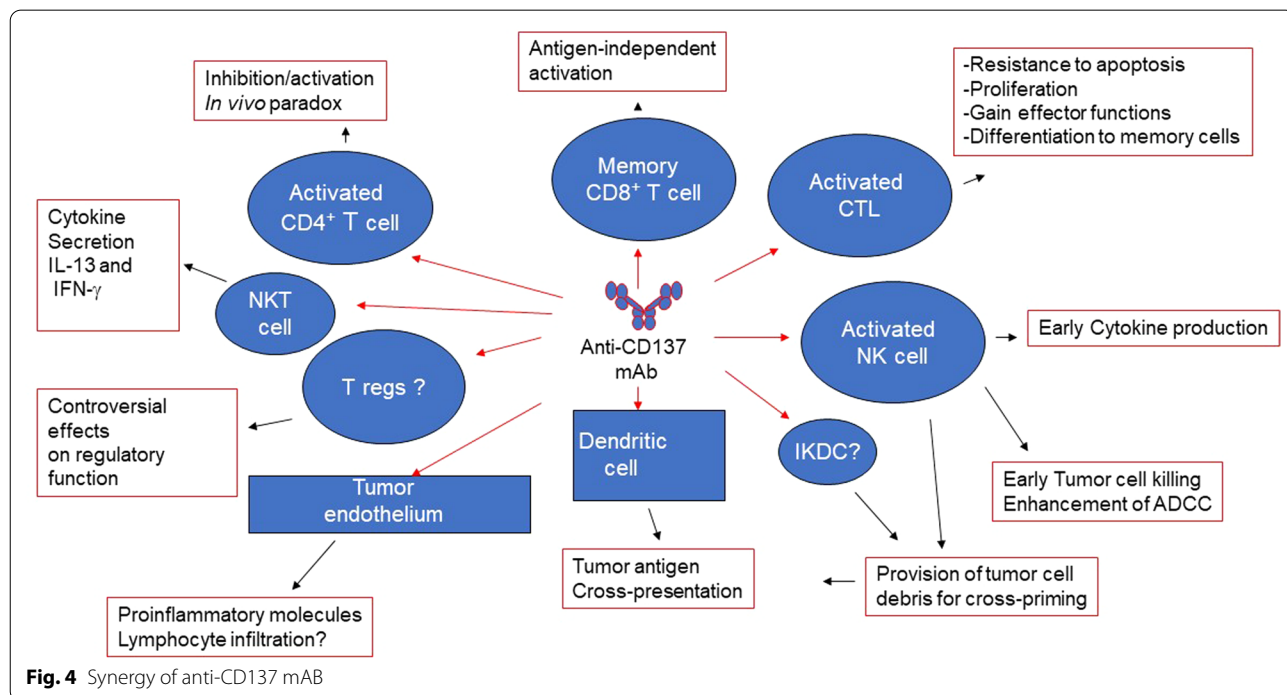 Antigen-independent
activation
-Resistance to apoptosis
-Proliferation
-Gain effector functions
-Differentiation to memory cells
Inhibition/activation
In vivo paradox
Memory
CD8+ T cell
Activated
CTL
Activated
CD4+ T cell
Cytokine
Secretion
IL-13 and
IFN-γ
NKT
cell
Anti-CD137
mAb
Activated
NK cell
Early Cytokine production
T regs ?
Controversial
effects
on regulatory
function
Dendritic
cell
IKDC?
Tumor
endothelium
Early Tumor cell killing
Enhancement of ADCC
Tumor antigen
Cross-presentation
Provision of tumor cell
debris for cross-priming
Proinflammatory molecules
Lymphocyte infiltration?
Fig. 4 Synergy of anti-CD137 mAB